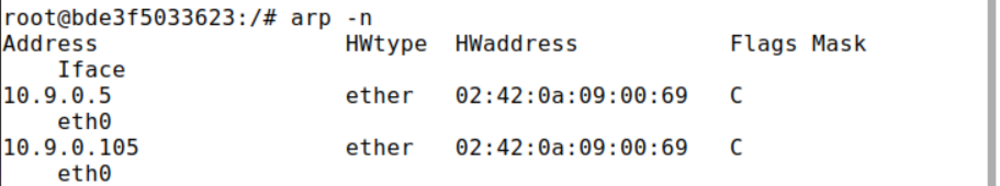 root@bde3f5033623:/# arp -n
Address                  HWtype  HWaddress           Flags Mask
    Iface
10.9.0.5                 ether   02:42:0a:09:00:69   C
    eth0
10.9.0.105               ether   02:42:0a:09:00:69   C
    eth0